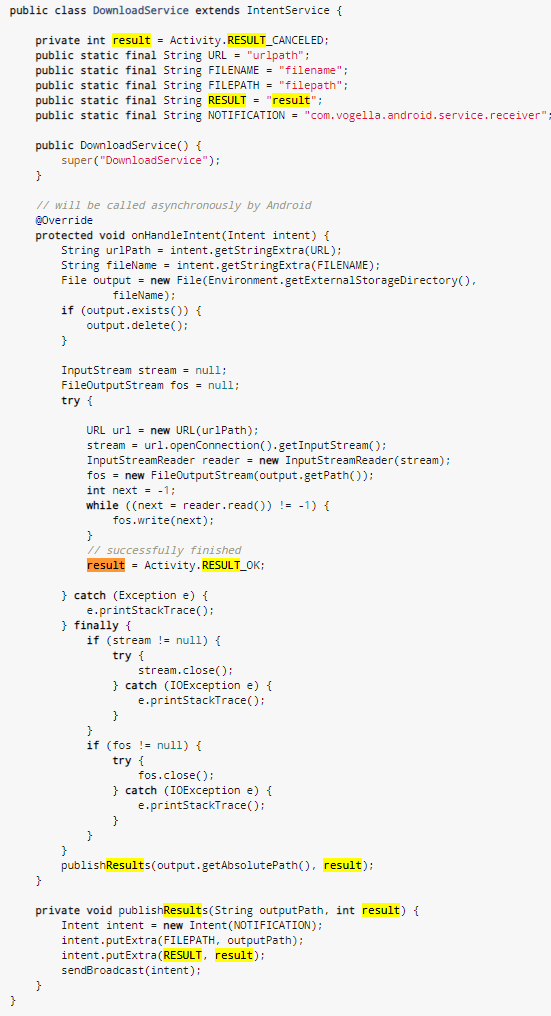 public class DownloadService extends IntentService {
private int result = Activity.RESULT_CANCELED;
public static final String URL = "urlpath";
public static final String FILENAME = "filename";
public static final String FILEPATH = "filepath";
public static final String RESULT = "result";
public static final String NOTIFICATION = "com.vogella.android.service.receiver";
public DownloadService() {
super("DownloadService");
}
// will be called asynchronously by Android
@Override
protected void onHandleIntent(Intent intent) {
String urlPath = intent.getStringExtra(URL);
String fileName = intent.getStringExtra(FILENAME);
File output = new File(Environment.getExternalStorageDirectory(),
fileName);
if (output.exists()) {
output.delete();
}
InputStream stream = null;
FileOutputStream fos = null;
try {
URL url = new URL(urlPath);
stream = url.openConnection().getInputStream();
InputStreamReader reader = new InputStreamReader(stream);
fos = new FileOutputStream(output.getPath());
int next = -1;
while ((next = reader.read()) != -1) {
fos.write(next);
}
// successfully finished
result = Activity.RESULT_OK;
} catch (Exception e) {
e.printStackTrace();
} finally {
if (stream != null) {
try {
stream.close();
} catch (IOException e) {
e.printStackTrace();
}
}
if (fos != null) {
try {
fos.close();
} catch (IOException e) {
e.printStackTrace();
}
}
}
publishResults(output.getAbsolutePath(), result);
}
private void publishResults(String outputPath, int result) {
Intent intent = new Intent(NOTIFICATION);
intent.putExtra(FILEPATH, outputPath);
intent.putExtra(RESULT, result);
sendBroadcast(intent);
}
}